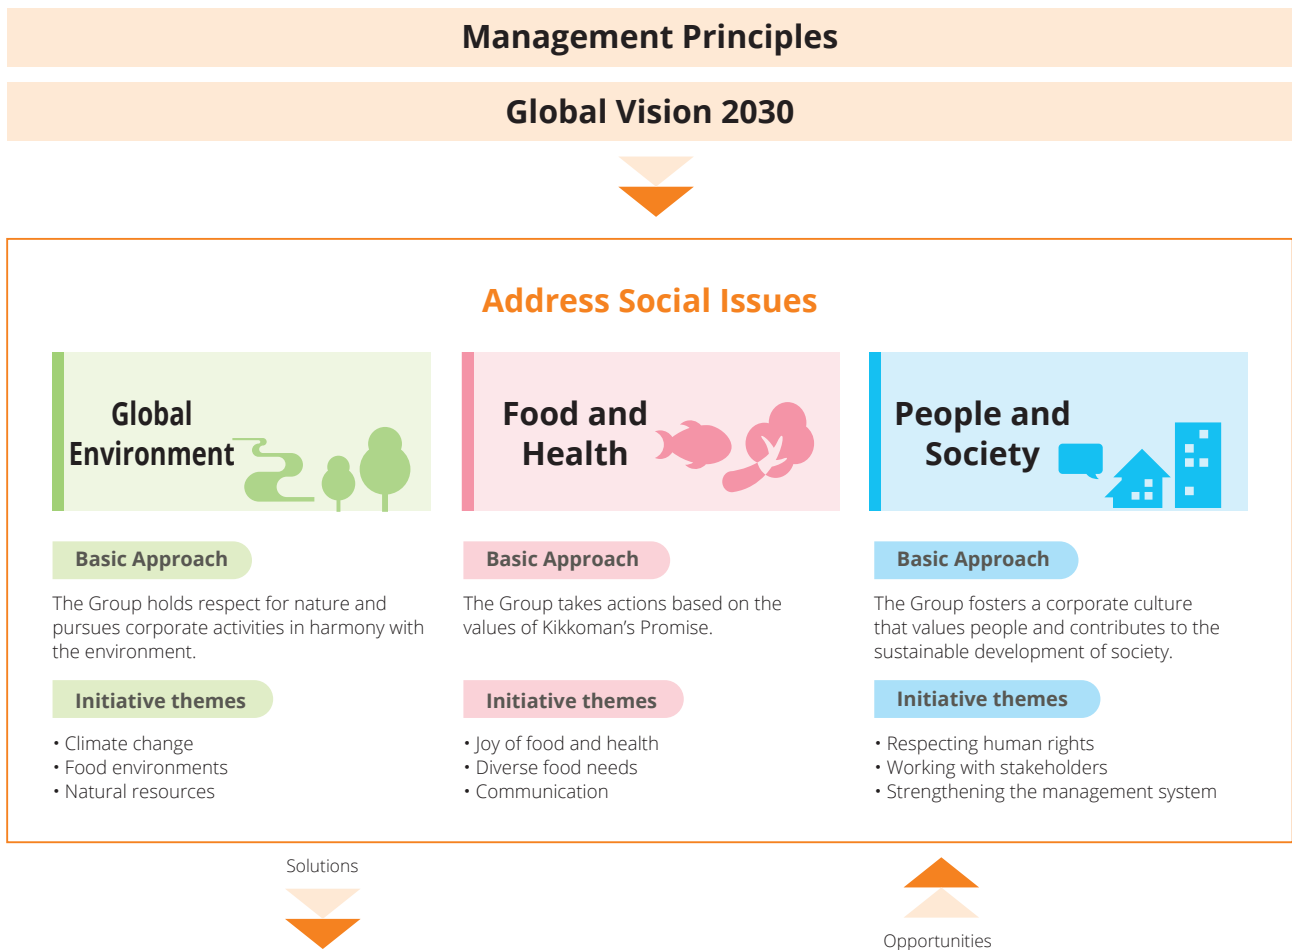 Management Principles
Global Vision 2030
Address Social Issues
Global
Environment
Basic Approach
The Group holds respect for nature and
pursues corporate activities in harmony with
the environment.
Initiative themes
• Climate change
• Food environments
• Natural resources
Food and
Health
Basic Approach
The Group takes actions based on the
values of Kikkoman’s Promise.
Initiative themes
• Joy of food and health
• Diverse food needs
• Communication
People and
Society
Basic Approach
The Group fosters a corporate culture
that values people and contributes to the
sustainable development of society.
Initiative themes
• Respecting human rights
• Working with stakeholders
• Strengthening the management system
Solutions
Opportunities